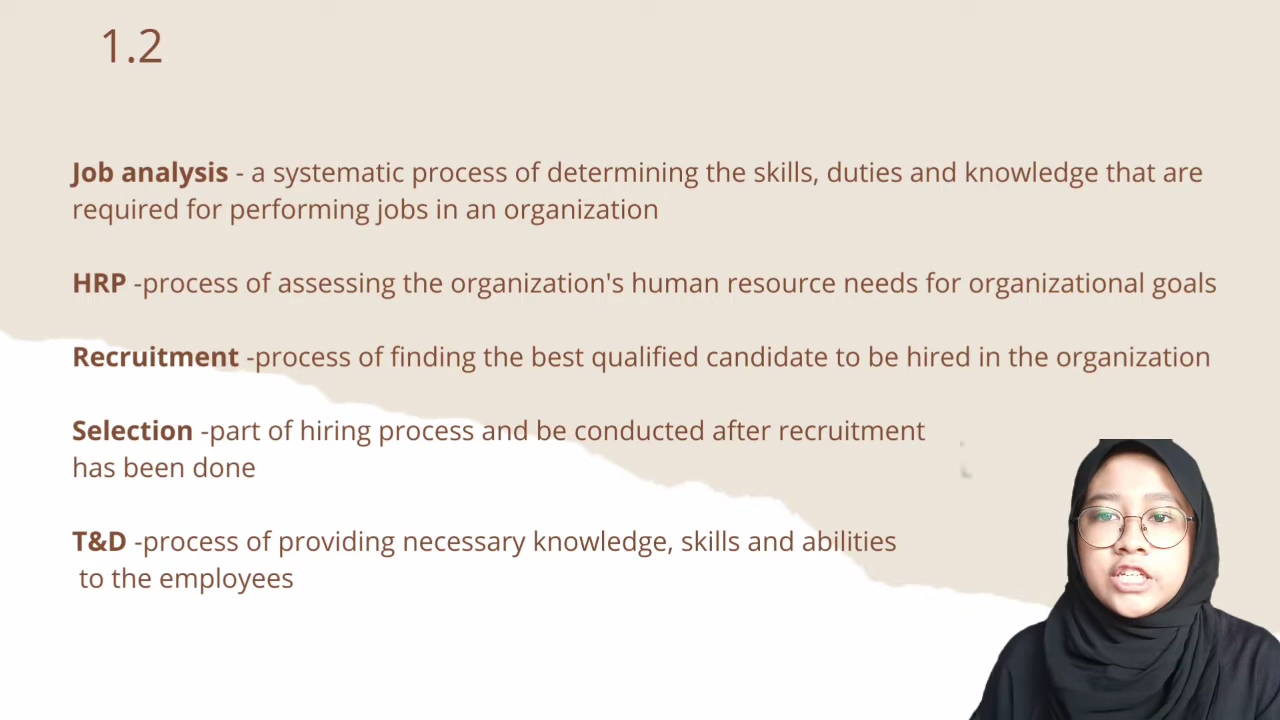 1.2
Job analysis - a systematic process of determining the skills, duties and knowledge that are
required for performing jobs in an organization
HRP -process of assessing the organization's human resource needs for organizational goals
Recruitment -process of finding the best qualified candidate to be hired in the organization
Selection -part of hiring process and be conducted after recruitment
has been done
T&D -process of providing necessary knowledge, skills and abilities
to the employees